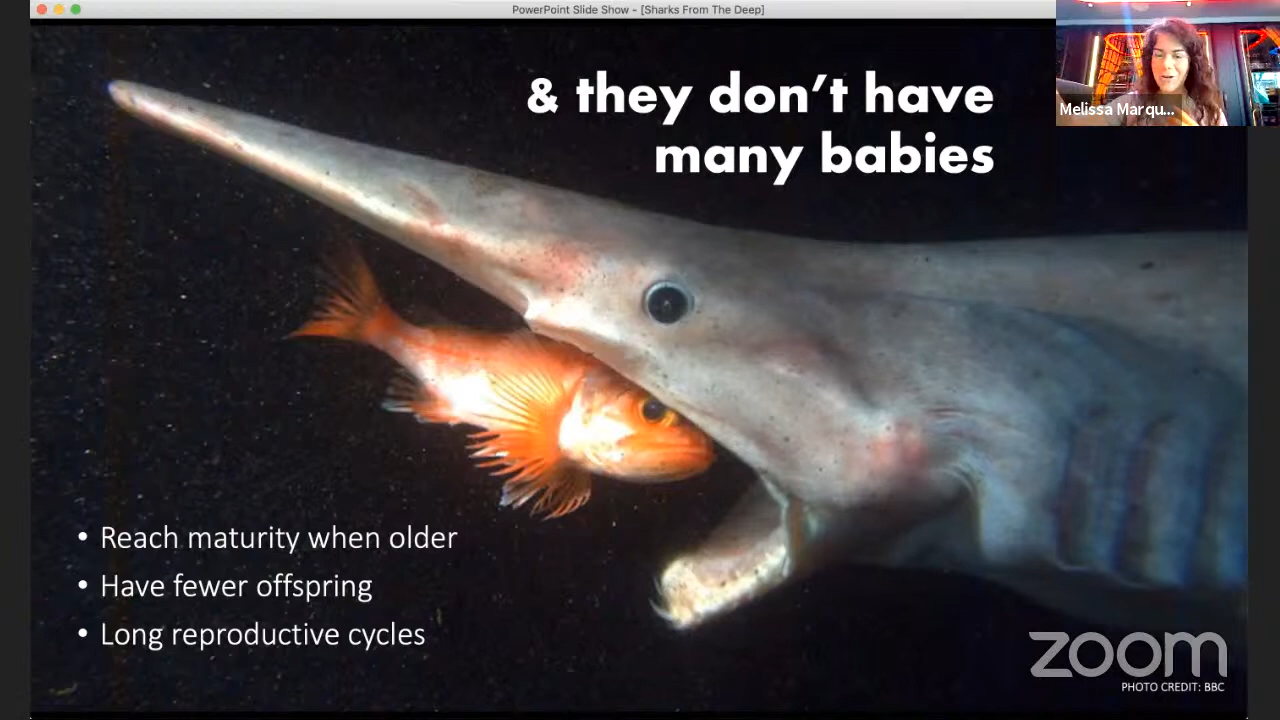 PowerPoint Slide Show - [Sharks From The Deep]
& they don't have
many babies
Melissa Marqu...
• Reach maturity when older
• Have fewer offspring
• Long reproductive cycles
zoom
PHOTO CREDIT: BBC